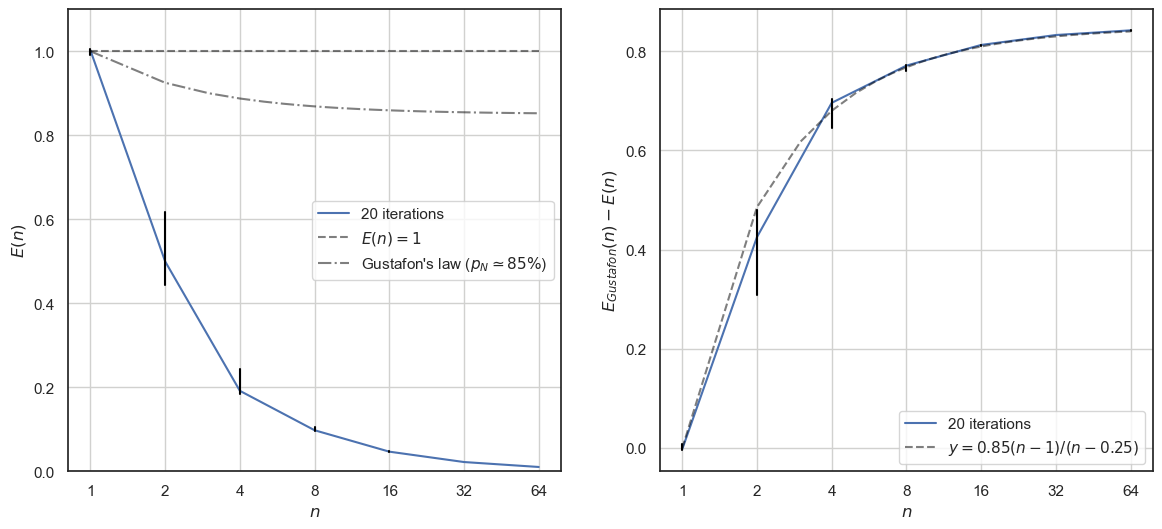 1.0
0.8
0.6
0.4
0.2
0.0
E(n)
1 2 4 8 16 32 64
n
20 iterations
E(n) = 1
Gustafon's law (p_N ≃ 85%)
0.8
0.6
0.4
0.2
0.0
E_Gustafon(n) − E(n)
1 2 4 8 16 32 64
n
20 iterations
y = 0.85(n − 1)/(n − 0.25)